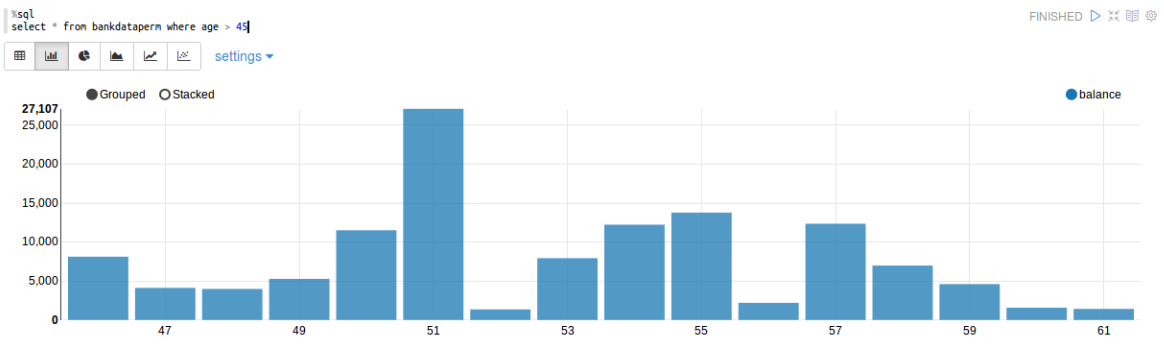 %sql
select * from bankdataperm where age > 45
FINISHED
settings
Grouped Stacked
balance
27,107
25,000
20,000
15,000
10,000
5,000
0
47 49 51 53 55 57 59 61